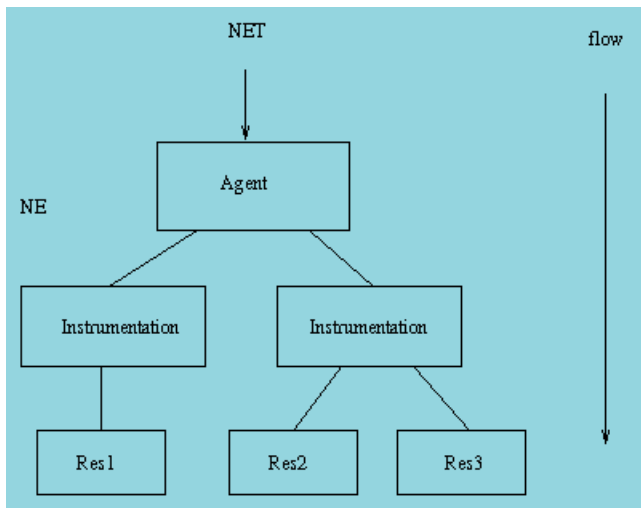 NET
flow
Agent
NE
Instrumentation
Instrumentation
Res1
Res2
Res3